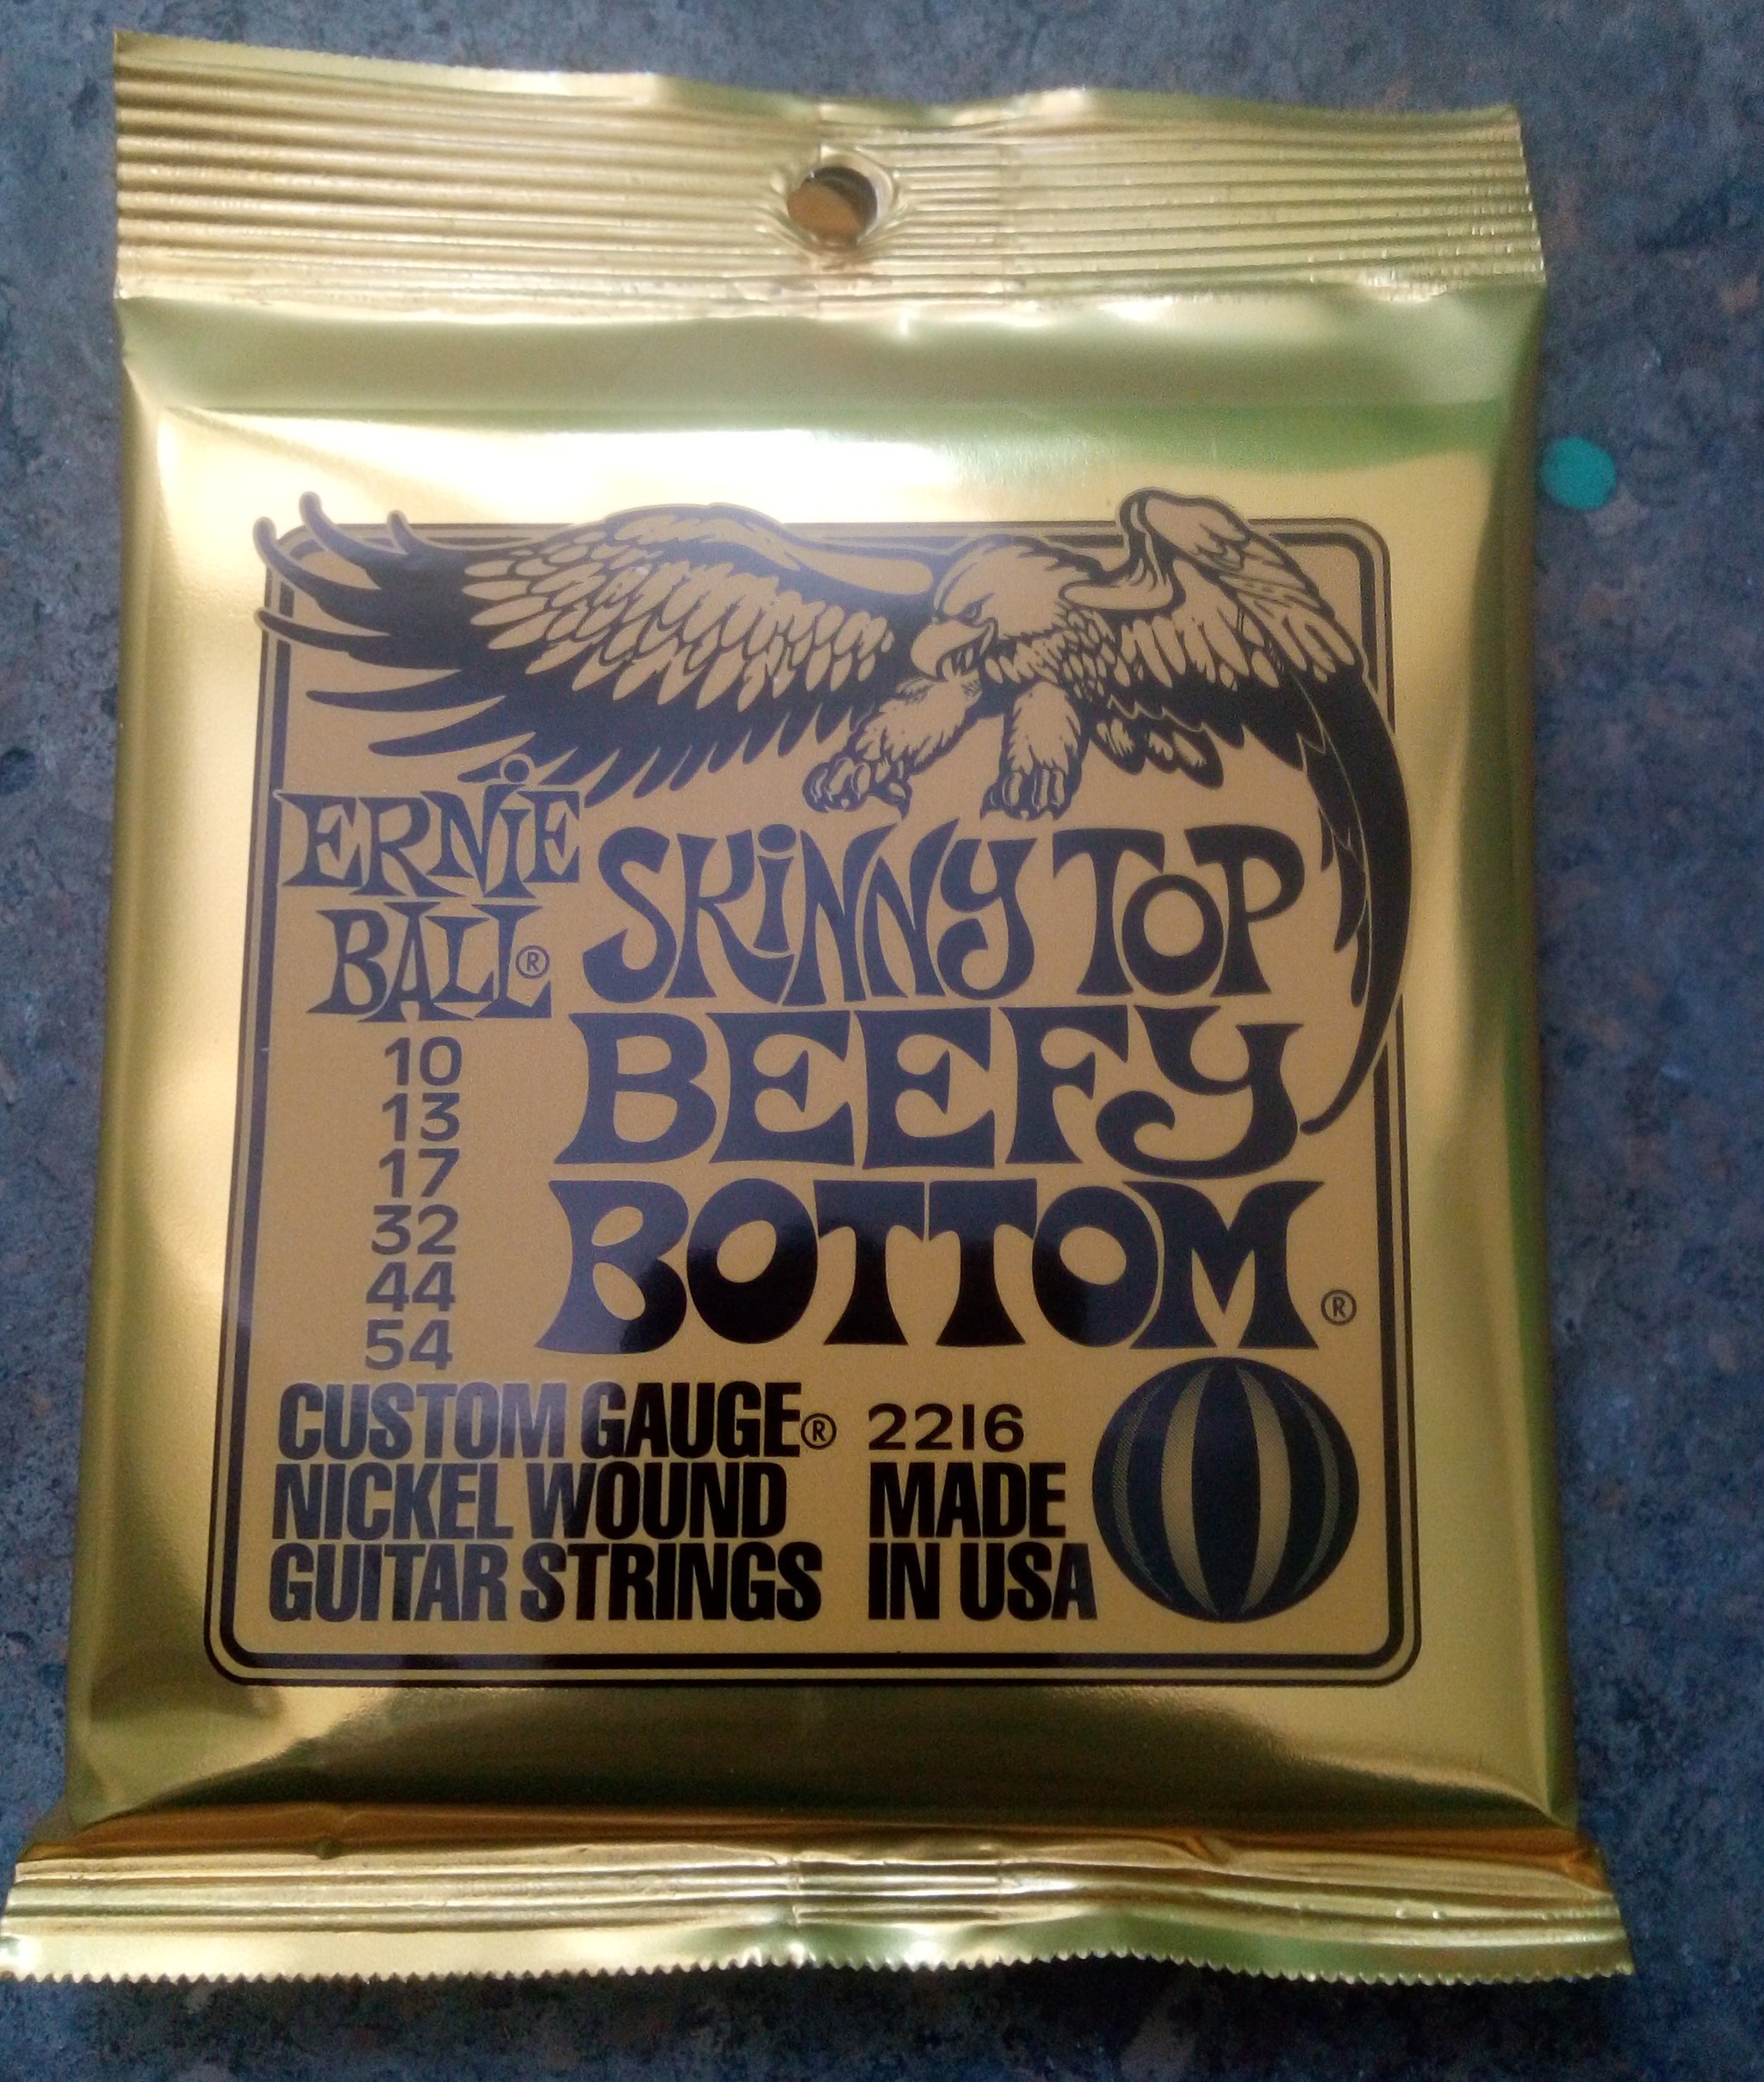 ERNiE
BALL®
SKiNNY TOP
BEEFY
BOTTOM®
10
13
17
32
44
54
CUSTOM GAUGE®
NICKEL WOUND
GUITAR STRINGS
2216
MADE
IN USA